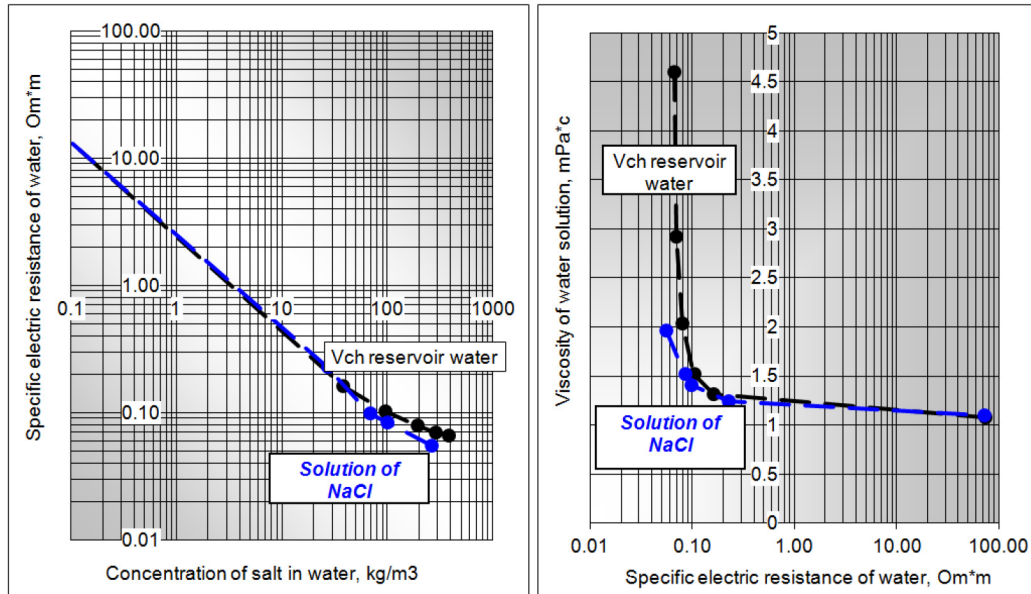 100.00
10.00
1.00
0.1
1
10
100
1000
0.10
0.01
Specific electric resistance of water, Om*m
Vch reservoir water
Solution of
NaCl
Concentration of salt in water, kg/m3
5
4.5
4
3.5
3
2.5
2
1.5
1
0.5
0
Viscosity of water solution, mPa*c
Vch reservoir
water
Solution of
NaCl
0.01
0.10
1.00
10.00
100.00
Specific electric resistance of water, Om*m